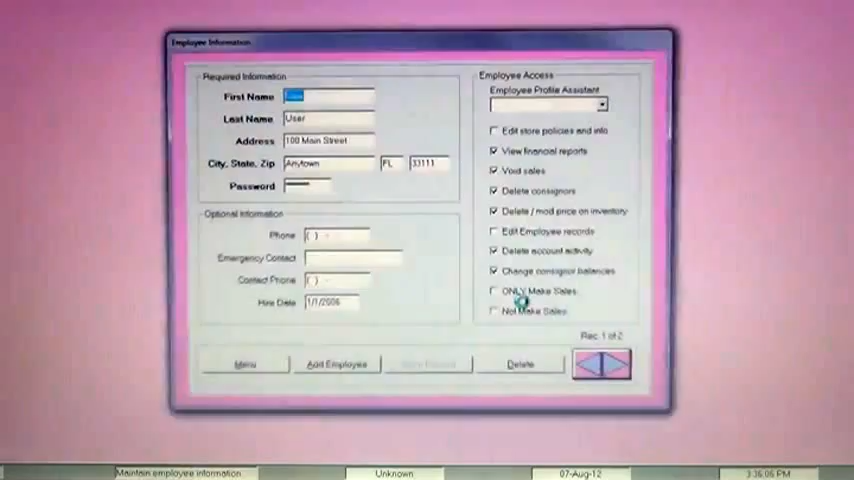 Employee Information
Required Information
First Name
Last Name User
Address 100 Main Street
City, State, Zip Anytown FL 33111
Password
Optional Information
Phone ( ) -
Emergency Contact
Contact Phone ( ) -
Hire Date 1/1/2006
Employee Access
Employee Profile Assistant
Edit store policies and info
View financial reports
Void sales
Delete consignors
Delete / mod price on inventory
Edit Employee records
Delete account activity
Change consignor balances
ONLY Make Sales
Not Make Sales
Rec. 1 of 2
Menu Add Employee Delete
Maintain employee information Unknown 07-Aug-12 3:36:06 PM